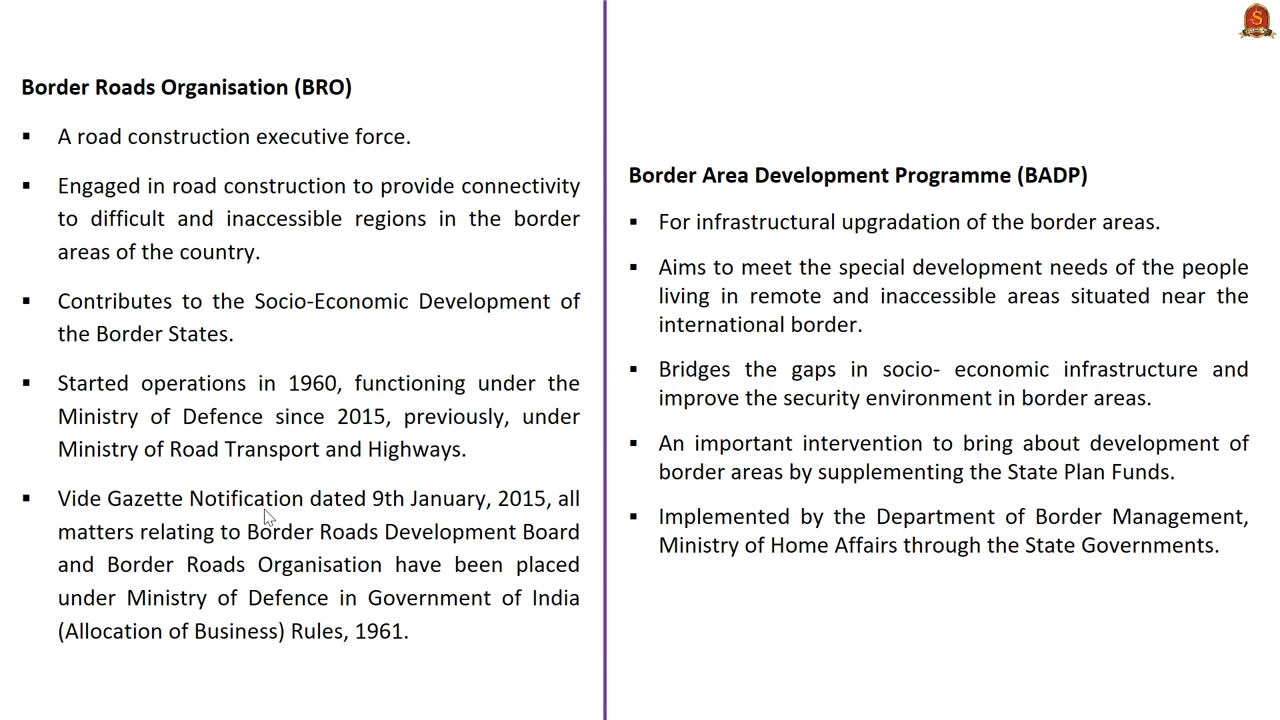 Border Roads Organisation (BRO)
▪ A road construction executive force.
▪ Engaged in road construction to provide connectivity
to difficult and inaccessible regions in the border
areas of the country.
▪ Contributes to the Socio-Economic Development of
the Border States.
▪ Started operations in 1960, functioning under the
Ministry of Defence since 2015, previously, under
Ministry of Road Transport and Highways.
▪ Vide Gazette Notification dated 9th January, 2015, all
matters relating to Border Roads Development Board
and Border Roads Organisation have been placed
under Ministry of Defence in Government of India
(Allocation of Business) Rules, 1961.
Border Area Development Programme (BADP)
▪ For infrastructural upgradation of the border areas.
▪ Aims to meet the special development needs of the people
living in remote and inaccessible areas situated near the
international border.
▪ Bridges the gaps in socio- economic infrastructure and
improve the security environment in border areas.
▪ An important intervention to bring about development of
border areas by supplementing the State Plan Funds.
▪ Implemented by the Department of Border Management,
Ministry of Home Affairs through the State Governments.
S